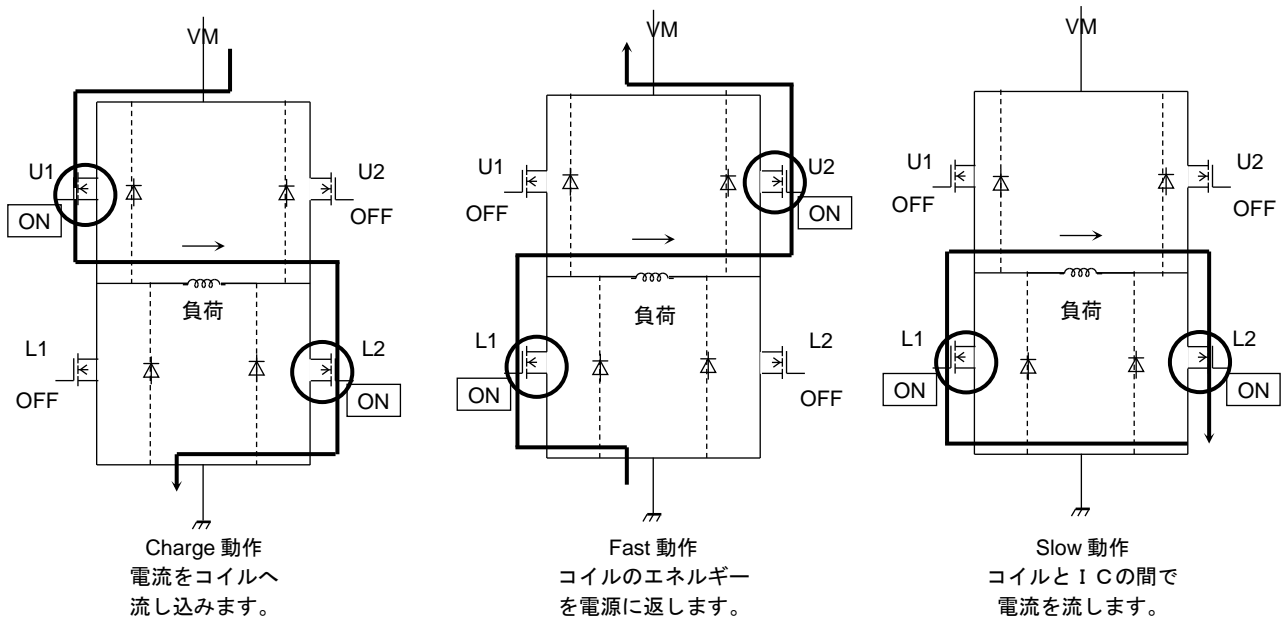 VM
U1
U2
ON
OFF
負荷
L1
L2
OFF
ON
Charge 動作
電流をコイルへ
流し込みます。
VM
U1
U2
OFF
ON
負荷
L1
L2
ON
OFF
Fast 動作
コイルのエネルギー
を電源に返します。
VM
U1
U2
OFF
OFF
負荷
L1
L2
ON
ON
Slow 動作
コイルとＩＣの間で
電流を流します。